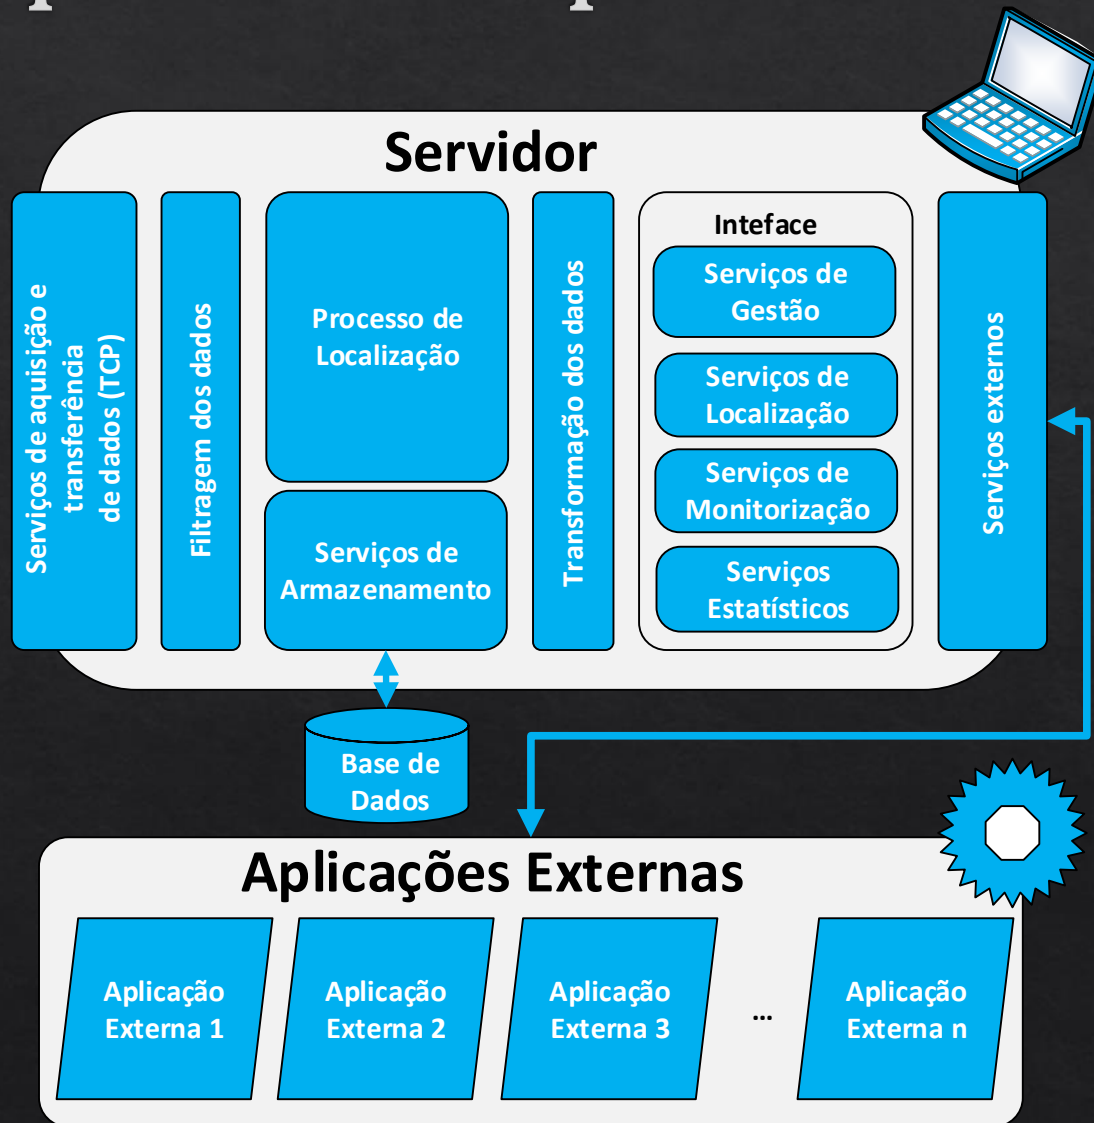 Servidor
Serviços de aquisição e
transferência
de dados (TCP)
Filtragem dos dados
Processo de
Localização
Serviços de
Armazenamento
Transformação dos dados
Inteface
Serviços de
Gestão
Serviços de
Localização
Serviços de
Monitorização
Serviços
Estatísticos
Serviços externos
Base de
Dados
Aplicações Externas
Aplicação
Externa 1
Aplicação
Externa 2
Aplicação
Externa 3
...
Aplicação
Externa n